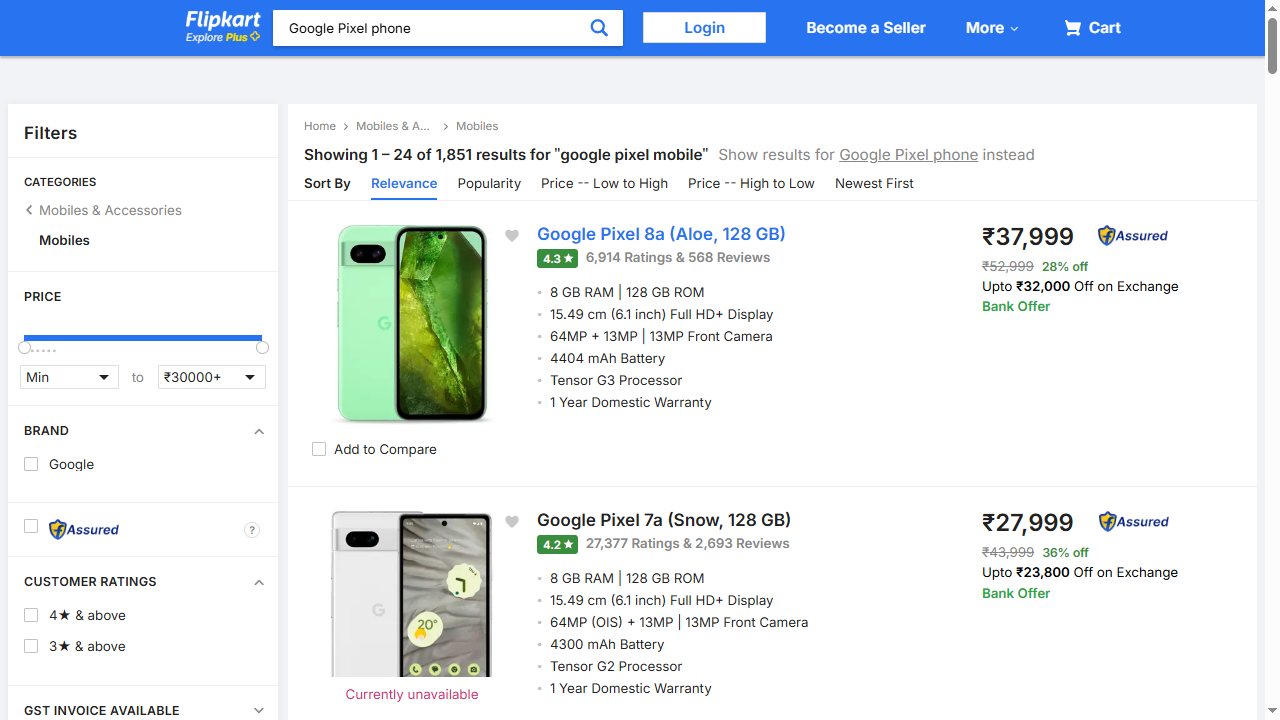 Flipkart
Explore Plus
Google Pixel phone
Login
Become a Seller
More
Cart
Filters
CATEGORIES
Mobiles & Accessories
Mobiles
PRICE
Min
to
₹30000+
BRAND
Google
Assured
?
CUSTOMER RATINGS
4★ & above
3★ & above
GST INVOICE AVAILABLE
Home
Mobiles & A...
Mobiles
Showing 1 – 24 of 1,851 results for "google pixel mobile" Show results for Google Pixel phone instead
Sort By
Relevance
Popularity
Price -- Low to High
Price -- High to Low
Newest First
Google Pixel 8a (Aloe, 128 GB)
4.3★ 6,914 Ratings & 568 Reviews
8 GB RAM | 128 GB ROM
15.49 cm (6.1 inch) Full HD+ Display
64MP + 13MP | 13MP Front Camera
4404 mAh Battery
Tensor G3 Processor
1 Year Domestic Warranty
₹37,999
Assured
₹52,999 28% off
Upto ₹32,000 Off on Exchange
Bank Offer
Add to Compare
Google Pixel 7a (Snow, 128 GB)
4.2★ 27,377 Ratings & 2,693 Reviews
8 GB RAM | 128 GB ROM
15.49 cm (6.1 inch) Full HD+ Display
64MP (OIS) + 13MP | 13MP Front Camera
4300 mAh Battery
Tensor G2 Processor
1 Year Domestic Warranty
₹27,999
Assured
₹43,999 36% off
Upto ₹23,800 Off on Exchange
Bank Offer
20°
Currently unavailable